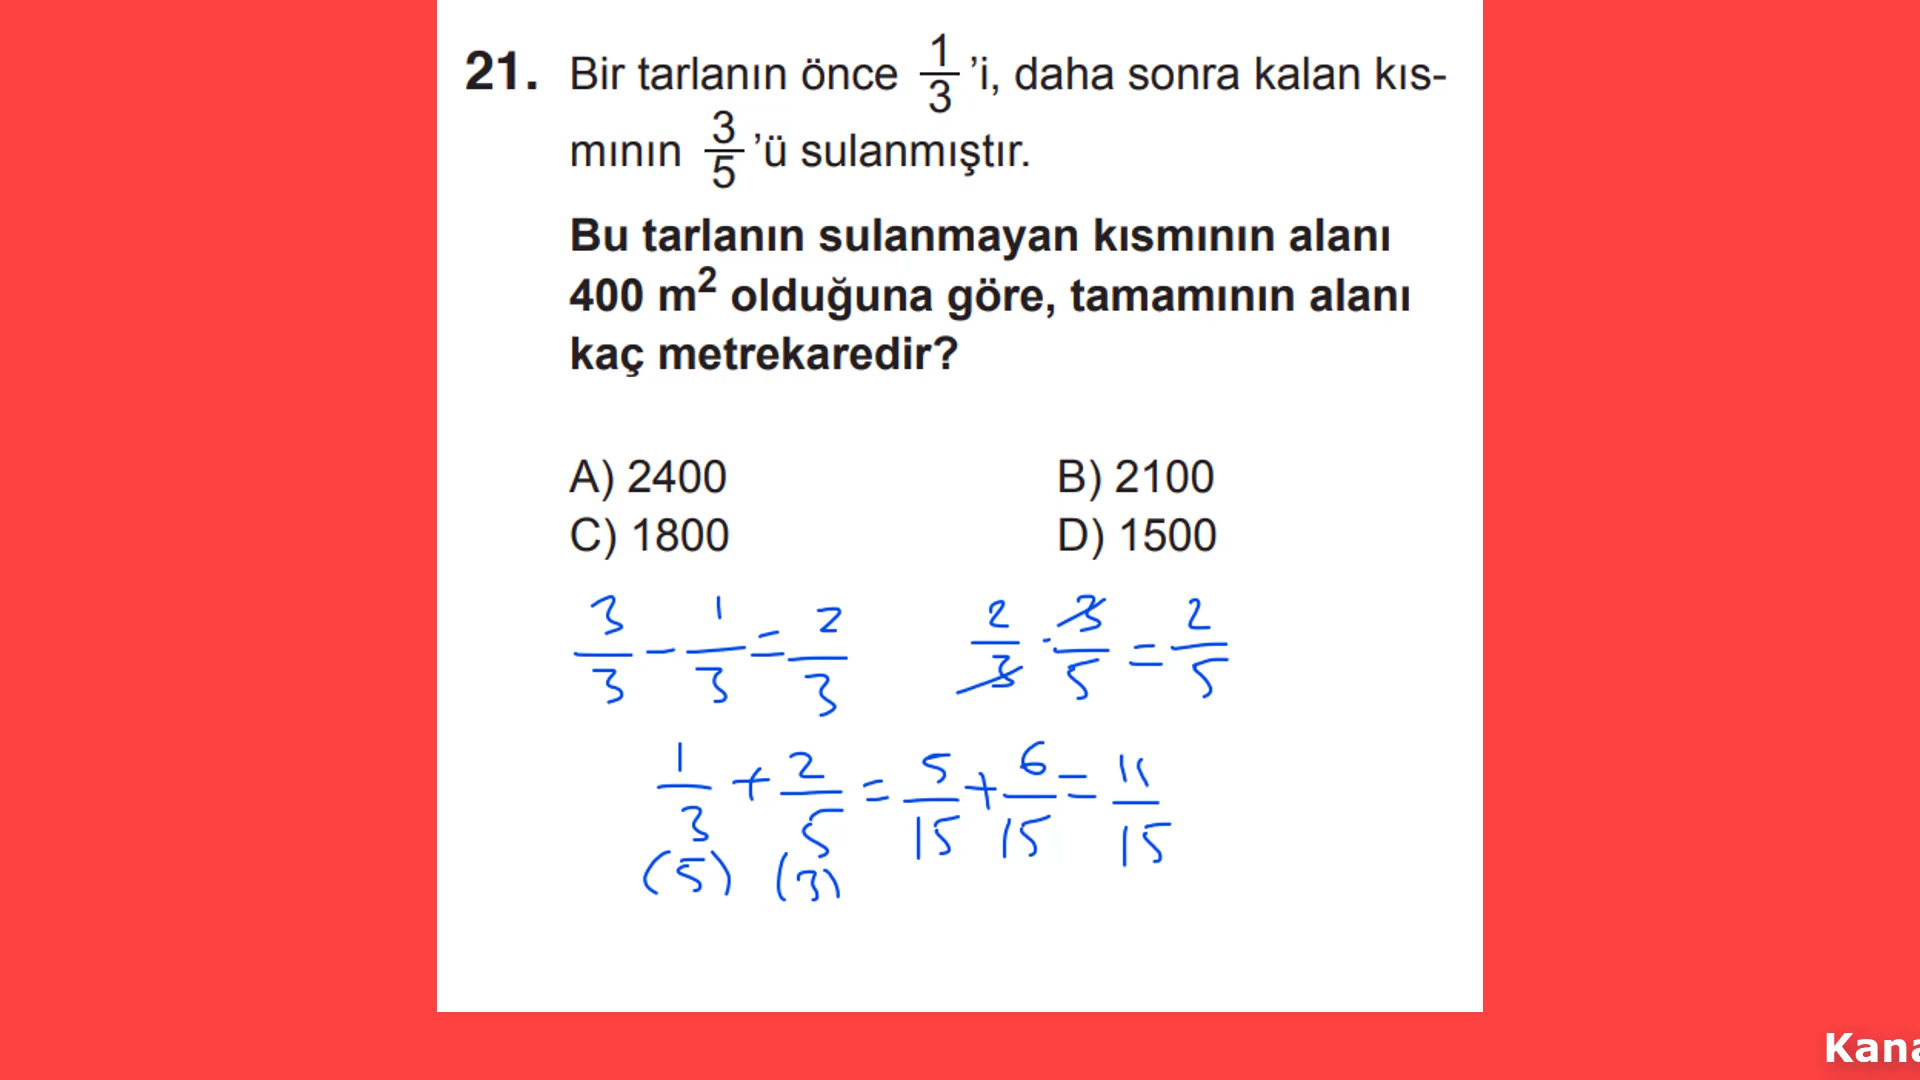 21. Bir tarlanın önce 1/3 'i, daha sonra kalan kıs-
mının 3/5 'ü sulanmıştır.
Bu tarlanın sulanmayan kısmının alanı
400 m² olduğuna göre, tamamının alanı
kaç metrekaredir?
A) 2400 B) 2100
C) 1800 D) 1500
3/3 - 1/3 = 2/3 2/3 · 3/5 = 2/5
1/3 + 2/5 = 5/15 + 6/15 = 11/15
(5) (3)
Kana